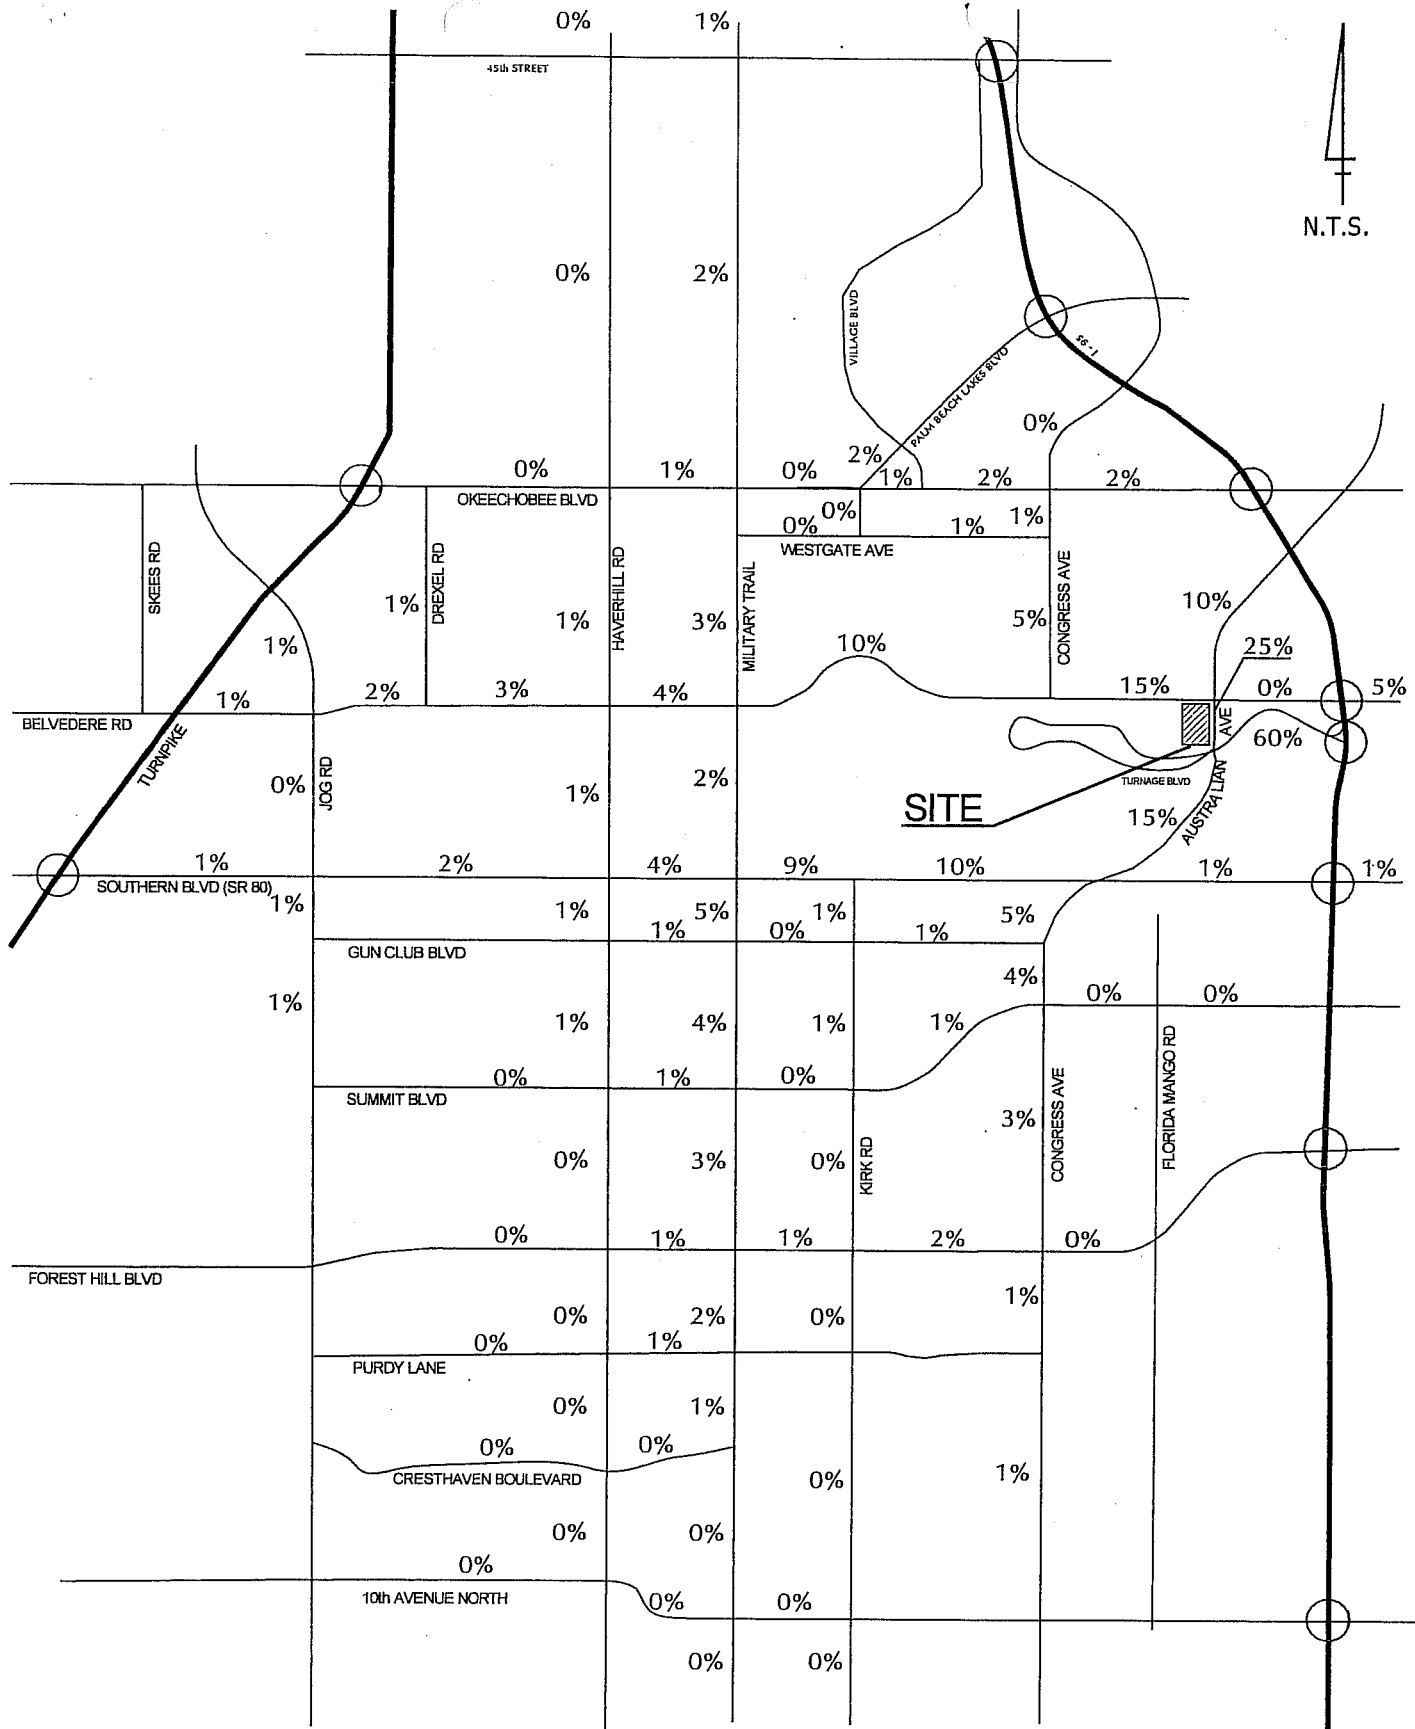 0% 1%
45th STREET
N.T.S.
0% 2%
VILLAGE BLVD
I - 95
PALM BEACH LAKES BLVD
0%
0% 1% 0% 2% 1% 2% 2%
OKEECHOBEE BLVD
0% 0% 1% 1%
WESTGATE AVE
SKEES RD
DREXEL RD
HAVERHILL RD
MILITARY TRAIL
CONGRESS AVE
1% 1% 3% 5% 10%
1% 10% 25%
1% 2% 3% 4% 15% 0% 5%
BELVEDERE RD
TURNPIKE
JOG RD
AVE
60%
0% 1% 2%
TURNAGE BLVD
SITE
15%
AUSTRALIAN
1% 2% 4% 9% 10% 1% 1%
SOUTHERN BLVD (SR 80)
1% 1% 5% 1% 5%
1% 0% 1%
GUN CLUB BLVD
4%
1% 0% 0%
1% 4% 1% 1%
0% 1% 0%
SUMMIT BLVD
3%
KIRK RD
CONGRESS AVE
FLORIDA MANGO RD
0% 3% 0%
0% 1% 1% 2% 0%
FOREST HILL BLVD
1%
0% 2% 0%
0% 1%
PURDY LANE
0% 1%
0% 0%
CRESTHAVEN BOULEVARD
0% 1%
0% 0%
0%
10th AVENUE NORTH
0% 0%
0% 0%